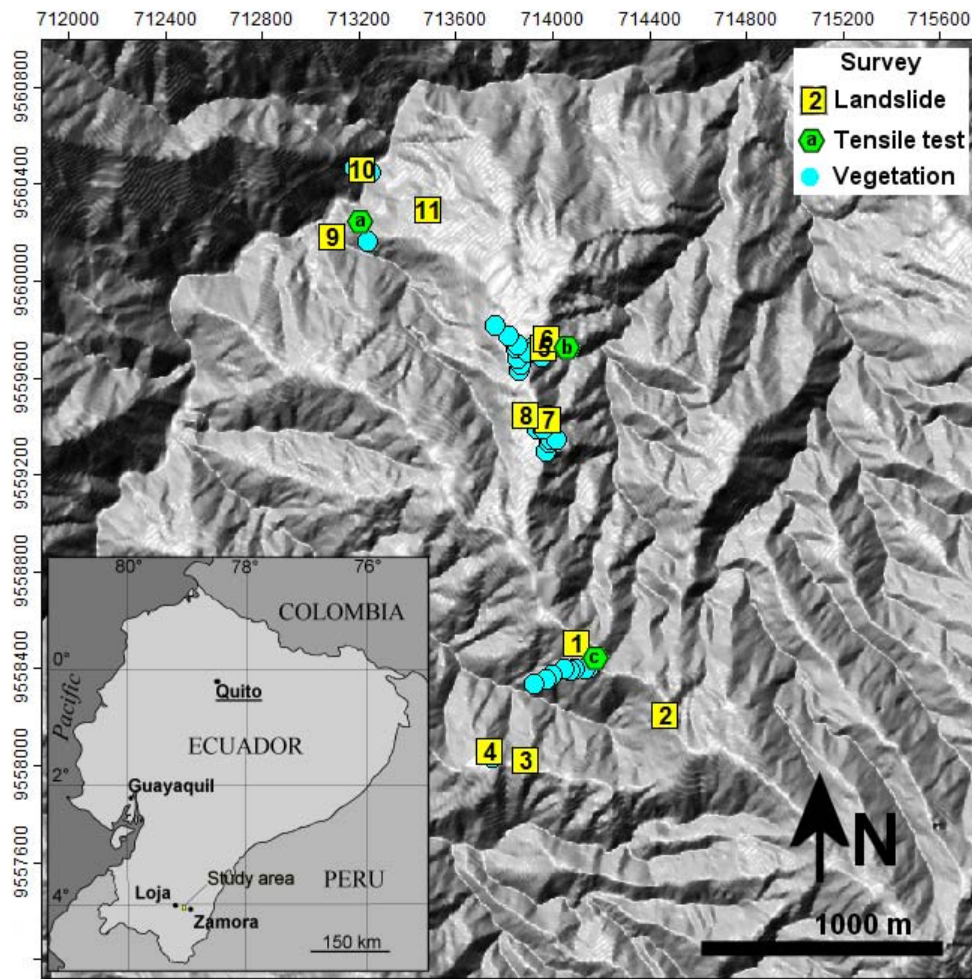 712000 712400 712800 713200 713600 714000 714400 714800 715200 715600
9560800
9560400
9560000
9559600
9559200
9558800
9558400
9558000
9557600
Survey
2 Landslide
a Tensile test
Vegetation
10
11
a
9
6
5
b
8
7
1
c
2
4
3
80° 78° 76°
COLOMBIA
0°
Pacific
Quito
ECUADOR
2°
Guayaquil
Study area
PERU
Loja
4°
Zamora
150 km
N
1000 m